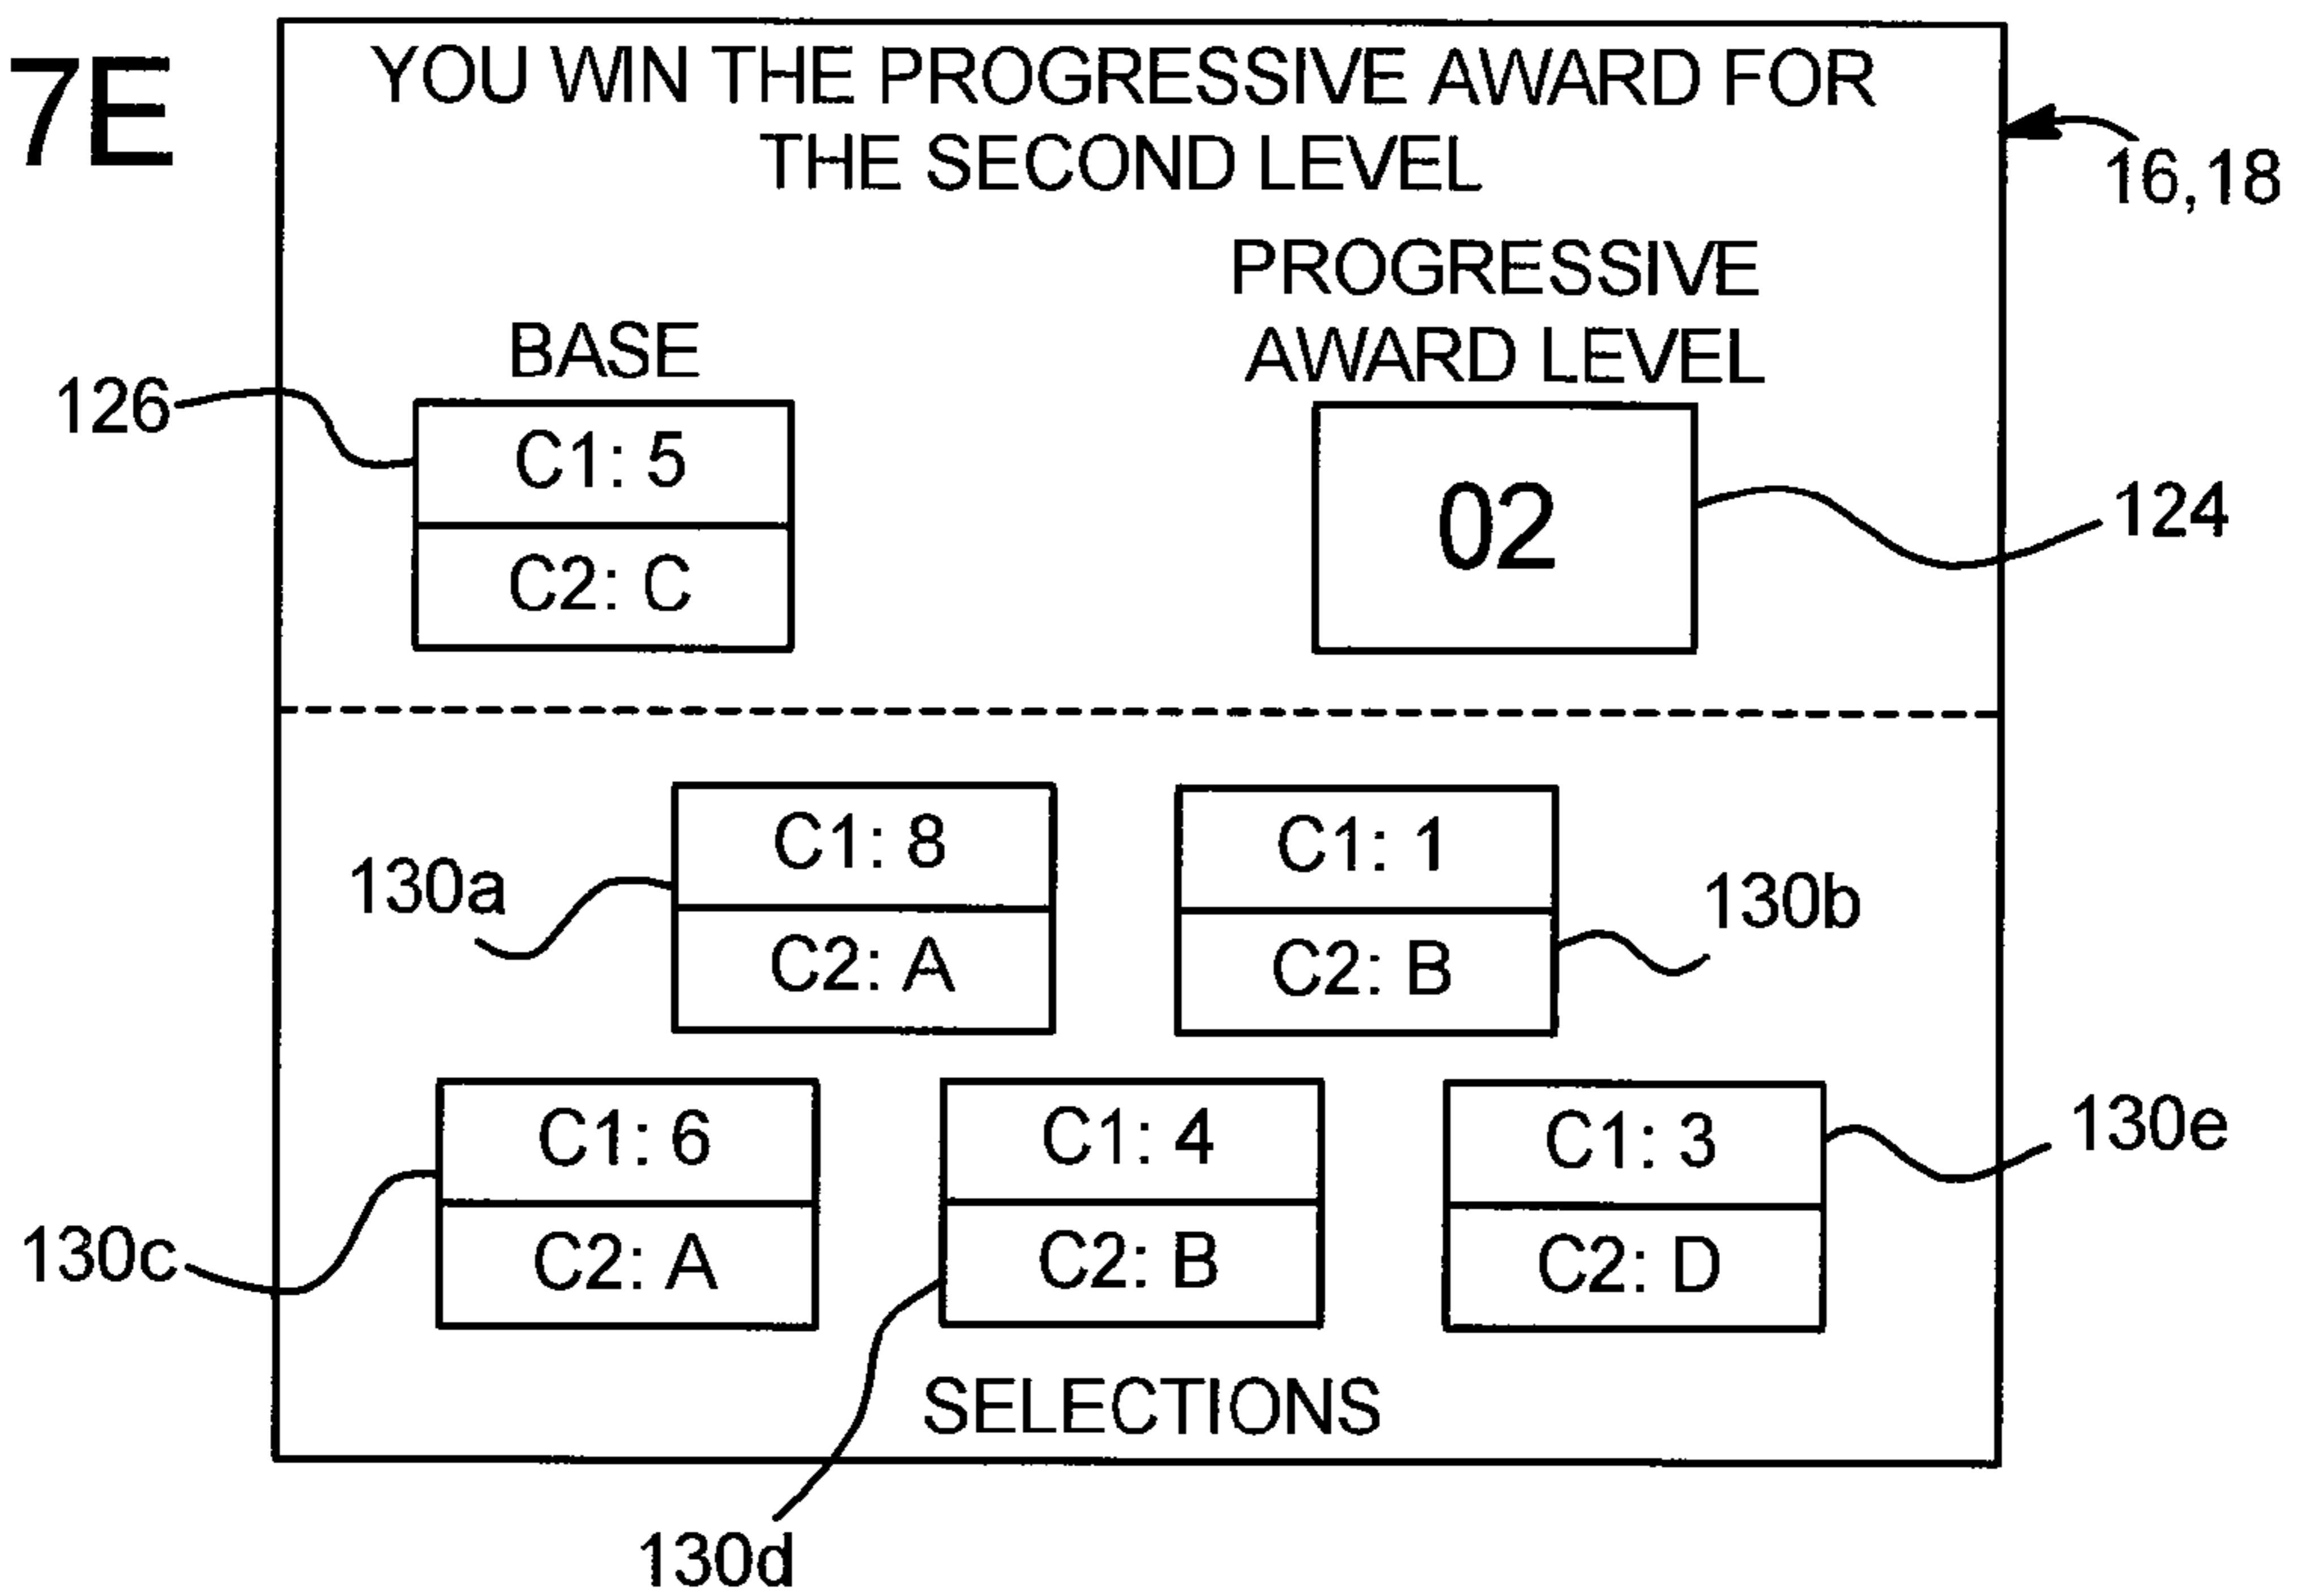 7E
YOU WIN THE PROGRESSIVE AWARD FOR
THE SECOND LEVEL
16,18
PROGRESSIVE
AWARD LEVEL
BASE
126
C1: 5
C2: C
02
124
C1: 8
C2: A
C1: 1
C2: B
130a
130b
C1: 6
C2: A
C1: 4
C2: B
C1: 3
C2: D
130e
130c
SELECTIONS
130d